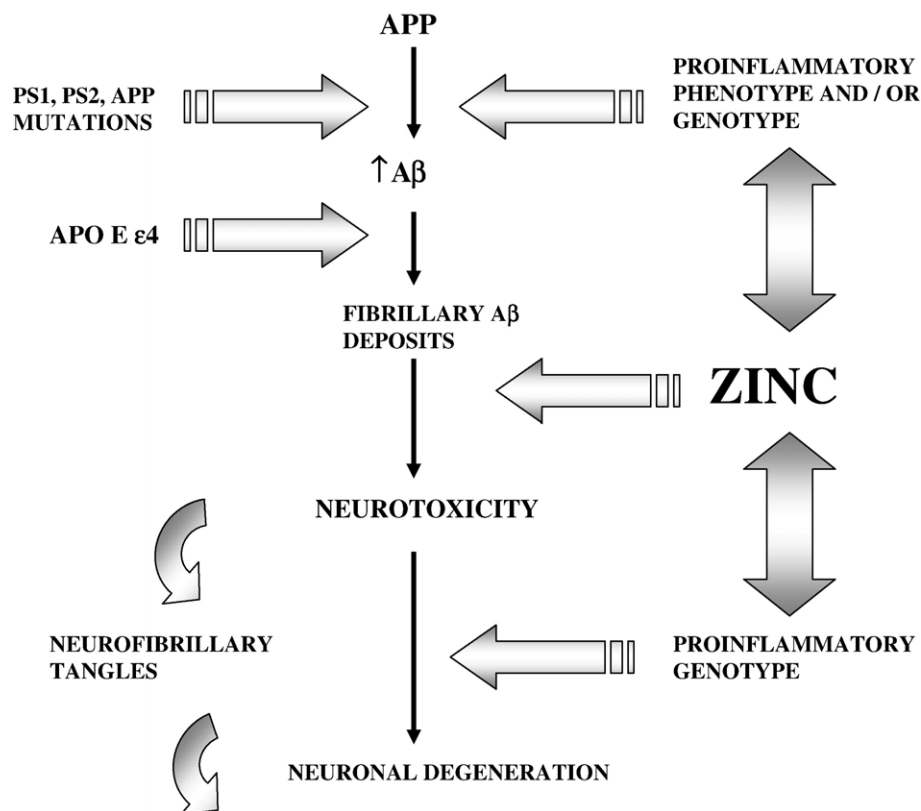 APP
PS1, PS2, APP
MUTATIONS
PROINFLAMMATORY
PHENOTYPE AND / OR
GENOTYPE
↑Aβ
APO E ε4
FIBRILLARY Aβ
DEPOSITS
ZINC
NEUROTOXICITY
NEUROFIBRILLARY
TANGLES
PROINFLAMMATORY
GENOTYPE
NEURONAL DEGENERATION